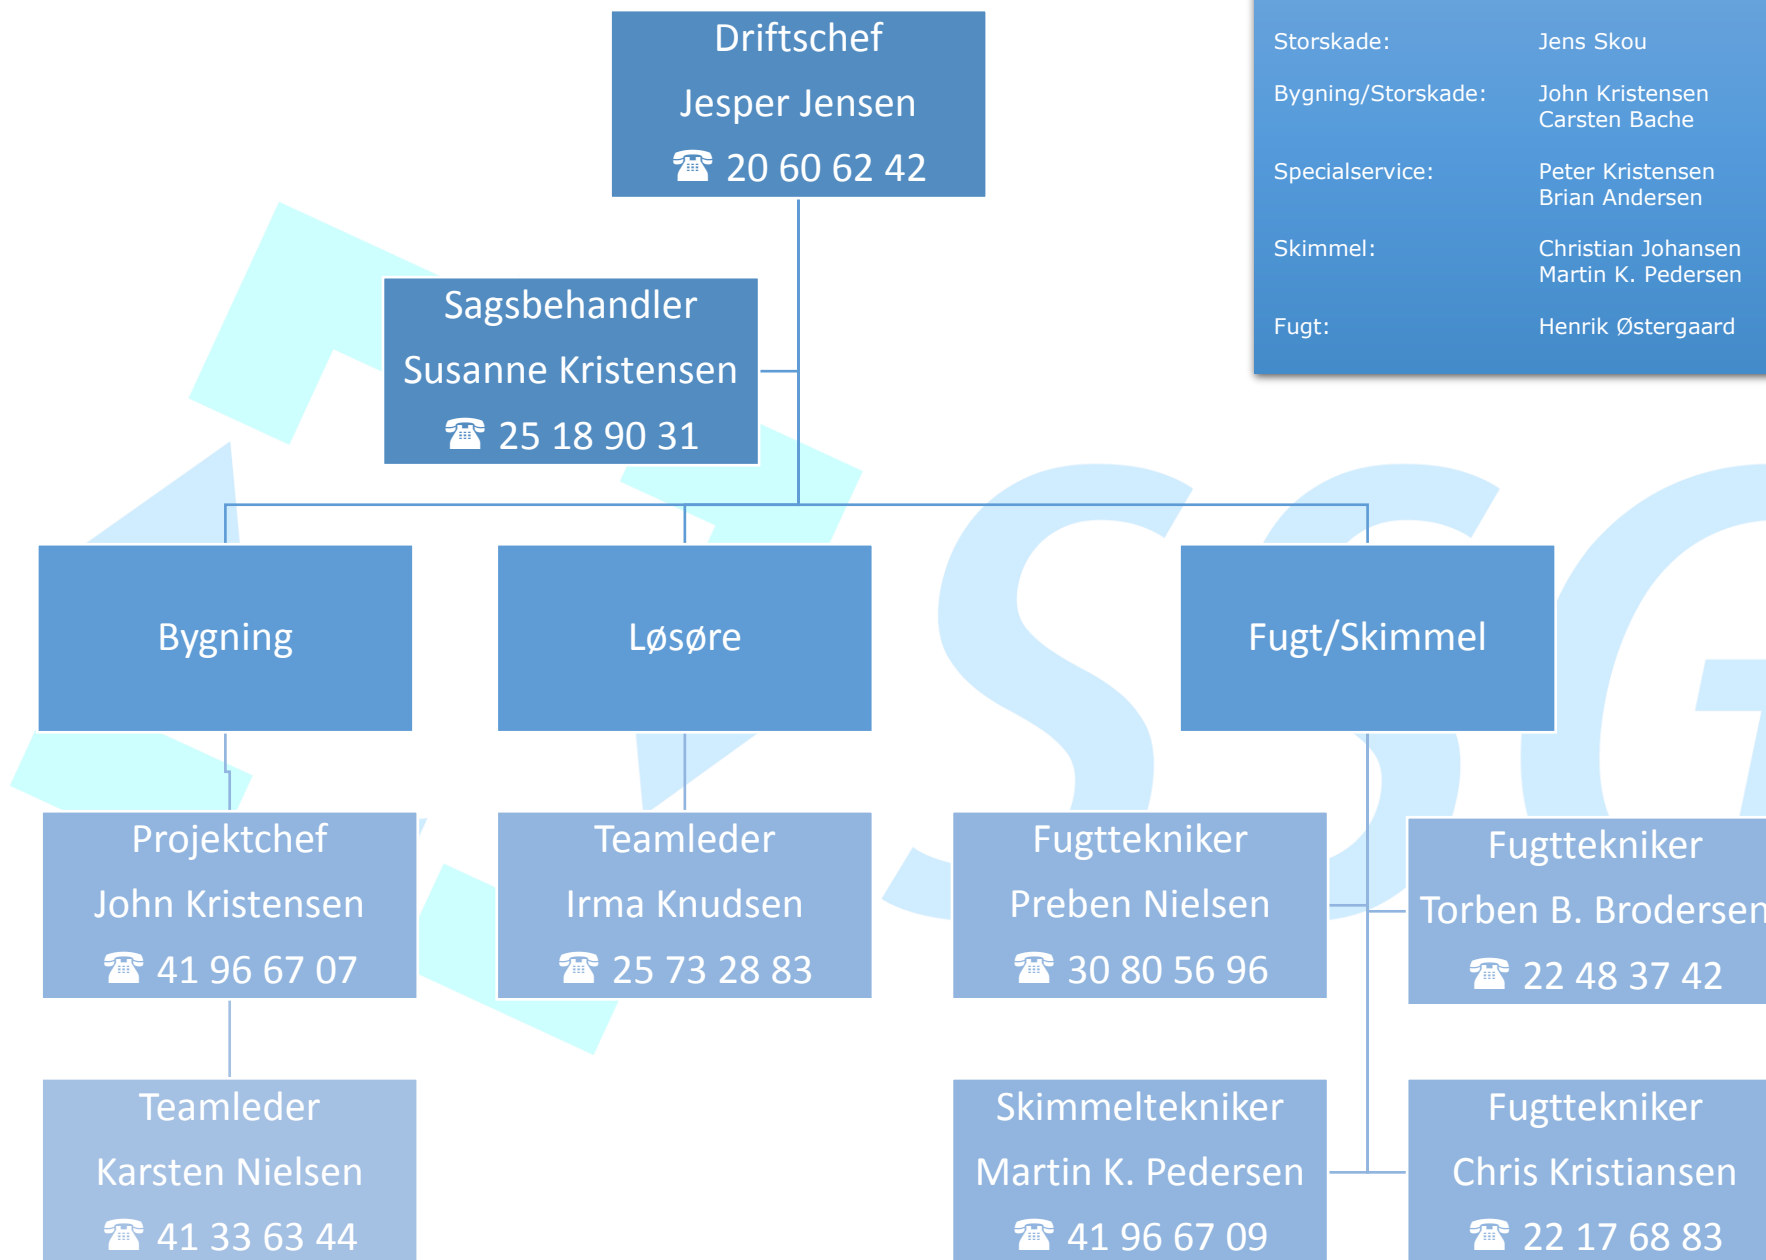 Driftschef
Jesper Jensen
☎ 20 60 62 42
Storskade: Jens Skou
Bygning/Storskade: John Kristensen
Carsten Bache
Specialservice: Peter Kristensen
Brian Andersen
Skimmel: Christian Johansen
Martin K. Pedersen
Fugt: Henrik Østergaard
Sagsbehandler
Susanne Kristensen
☎ 25 18 90 31
Bygning
Løsøre
Fugt/Skimmel
Projektchef
John Kristensen
☎ 41 96 67 07
Teamleder
Irma Knudsen
☎ 25 73 28 83
Fugttekniker
Preben Nielsen
☎ 30 80 56 96
Fugttekniker
Torben B. Brodersen
☎ 22 48 37 42
Teamleder
Karsten Nielsen
☎ 41 33 63 44
Skimmeltekniker
Martin K. Pedersen
☎ 41 96 67 09
Fugttekniker
Chris Kristiansen
☎ 22 17 68 83
SSG